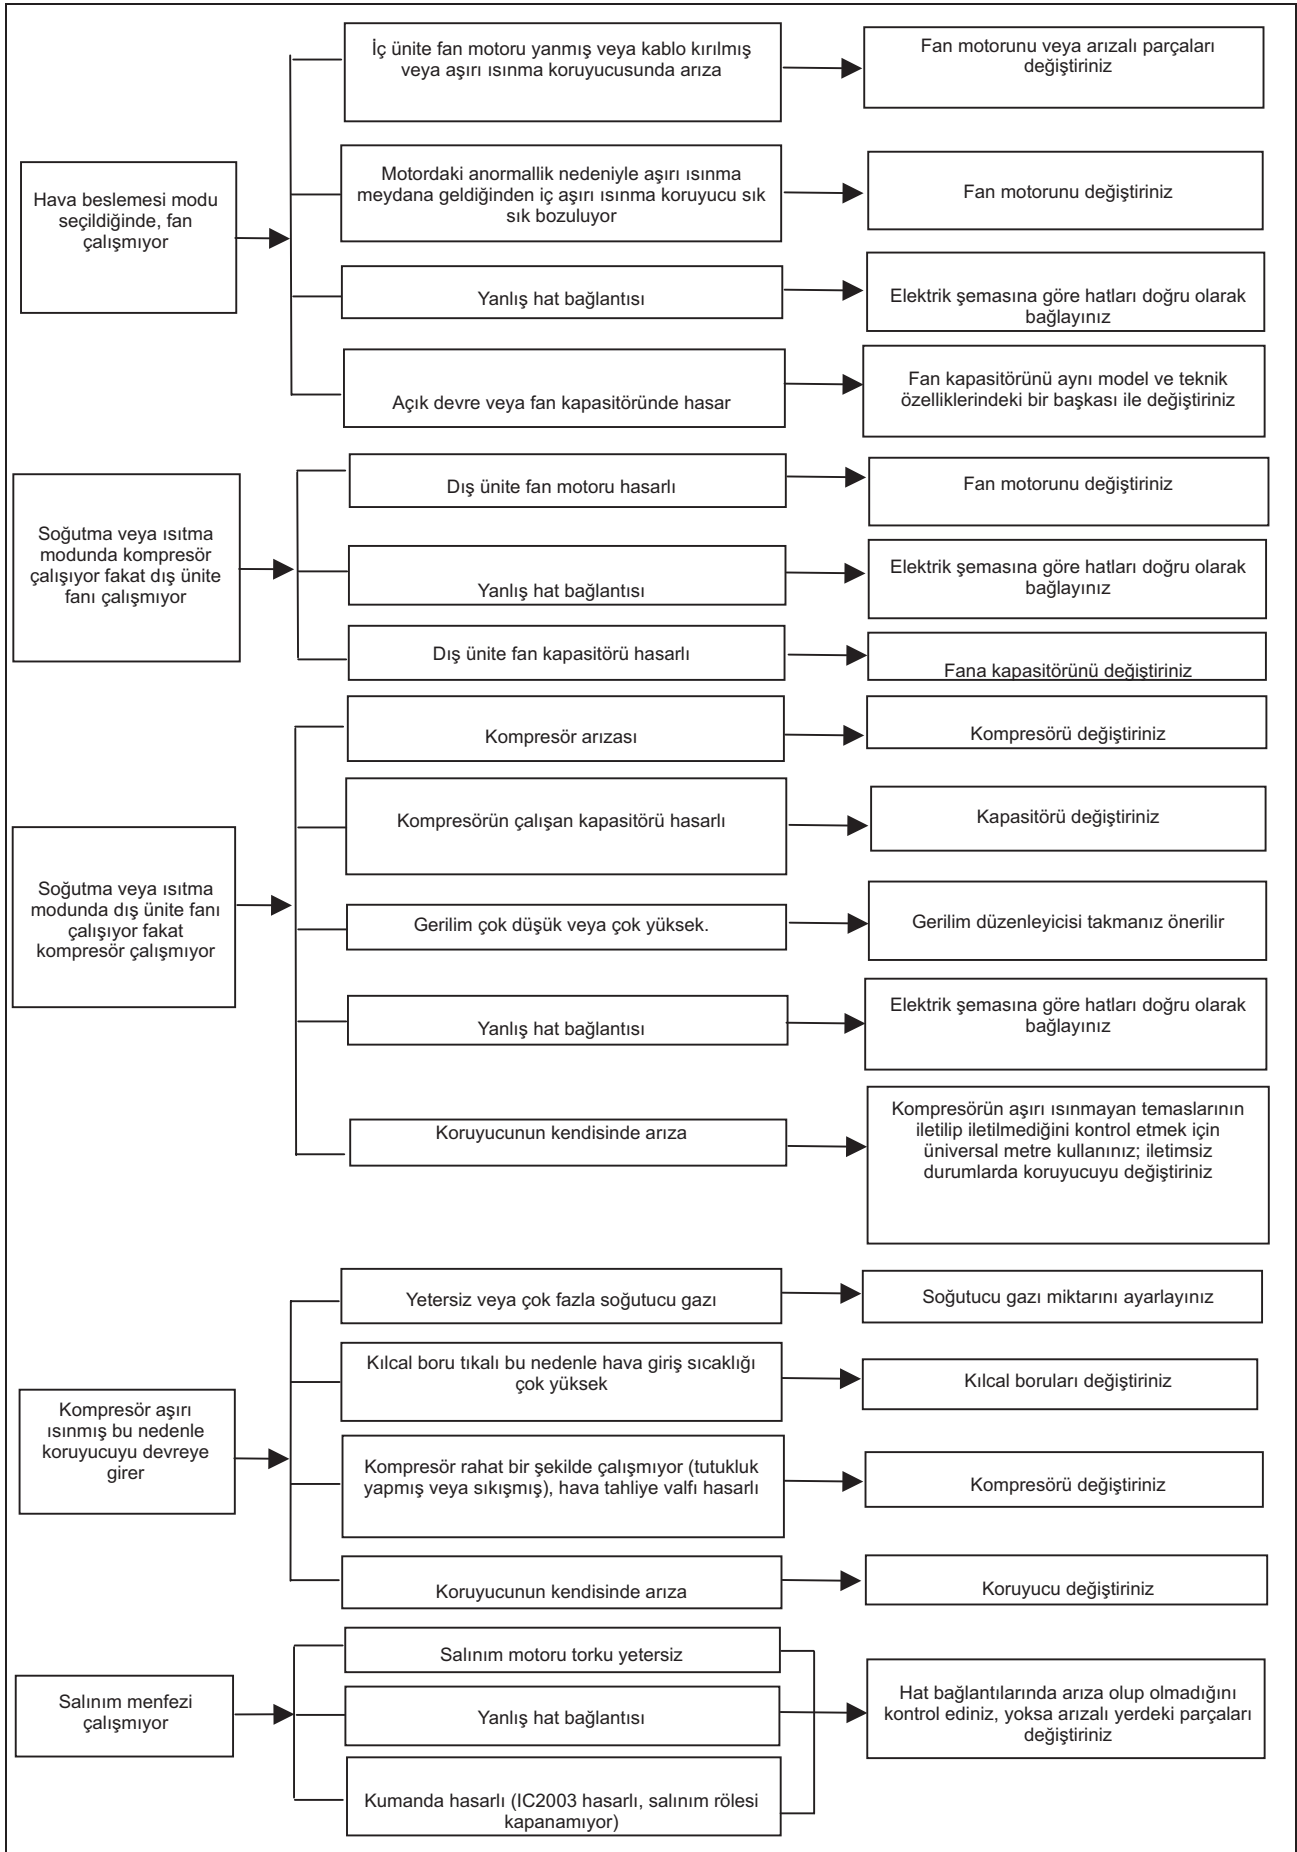 İç ünite fan motoru yanmış veya kablo kırılmış
veya aşırı ısınma koruyucusunda arıza
Fan motorunu veya arızalı parçaları
değiştiriniz
Hava beslemesi modu
seçildiğinde, fan
çalışmıyor
Motordaki anormallik nedeniyle aşırı ısınma
meydana geldiğinden iç aşırı ısınma koruyucu sık
sık bozuluyor
Fan motorunu değiştiriniz
Yanlış hat bağlantısı
Elektrik şemasına göre hatları doğru olarak
bağlayınız
Açık devre veya fan kapasitöründe hasar
Fan kapasitörünü aynı model ve teknik
özelliklerindeki bir başkası ile değiştiriniz
Soğutma veya ısıtma
modunda kompresör
çalışıyor fakat dış ünite
fanı çalışmıyor
Dış ünite fan motoru hasarlı
Fan motorunu değiştiriniz
Yanlış hat bağlantısı
Elektrik şemasına göre hatları doğru olarak
bağlayınız
Dış ünite fan kapasitörü hasarlı
Fana kapasitörünü değiştiriniz
Soğutma veya ısıtma
modunda dış ünite fanı
çalışıyor fakat
kompresör çalışmıyor
Kompresör arızası
Kompresörü değiştiriniz
Kompresörün çalışan kapasitörü hasarlı
Kapasitörü değiştiriniz
Gerilim çok düşük veya çok yüksek.
Gerilim düzenleyicisi takmanız önerilir
Yanlış hat bağlantısı
Elektrik şemasına göre hatları doğru olarak
bağlayınız
Koruyucunun kendisinde arıza
Kompresörün aşırı ısınmayan temaslarının
iletilip iletilmediğini kontrol etmek için
üniversal metre kullanınız; iletimsiz
durumlarda koruyucuyu değiştiriniz
Kompresör aşırı
ısınmış bu nedenle
koruyucuyu devreye
girer
Yetersiz veya çok fazla soğutucu gazı
Soğutucu gazı miktarını ayarlayınız
Kılcal boru tıkalı bu nedenle hava giriş sıcaklığı
çok yüksek
Kılcal boruları değiştiriniz
Kompresör rahat bir şekilde çalışmıyor (tutukluk
yapmış veya sıkışmış), hava tahliye valfı hasarlı
Kompresörü değiştiriniz
Koruyucunun kendisinde arıza
Koruyucu değiştiriniz
Salınım menfezi
çalışmıyor
Salınım motoru torku yetersiz
Yanlış hat bağlantısı
Kumanda hasarlı (IC2003 hasarlı, salınım rölesi
kapanamıyor)
Hat bağlantılarında arıza olup olmadığını
kontrol ediniz, yoksa arızalı yerdeki parçaları
değiştiriniz